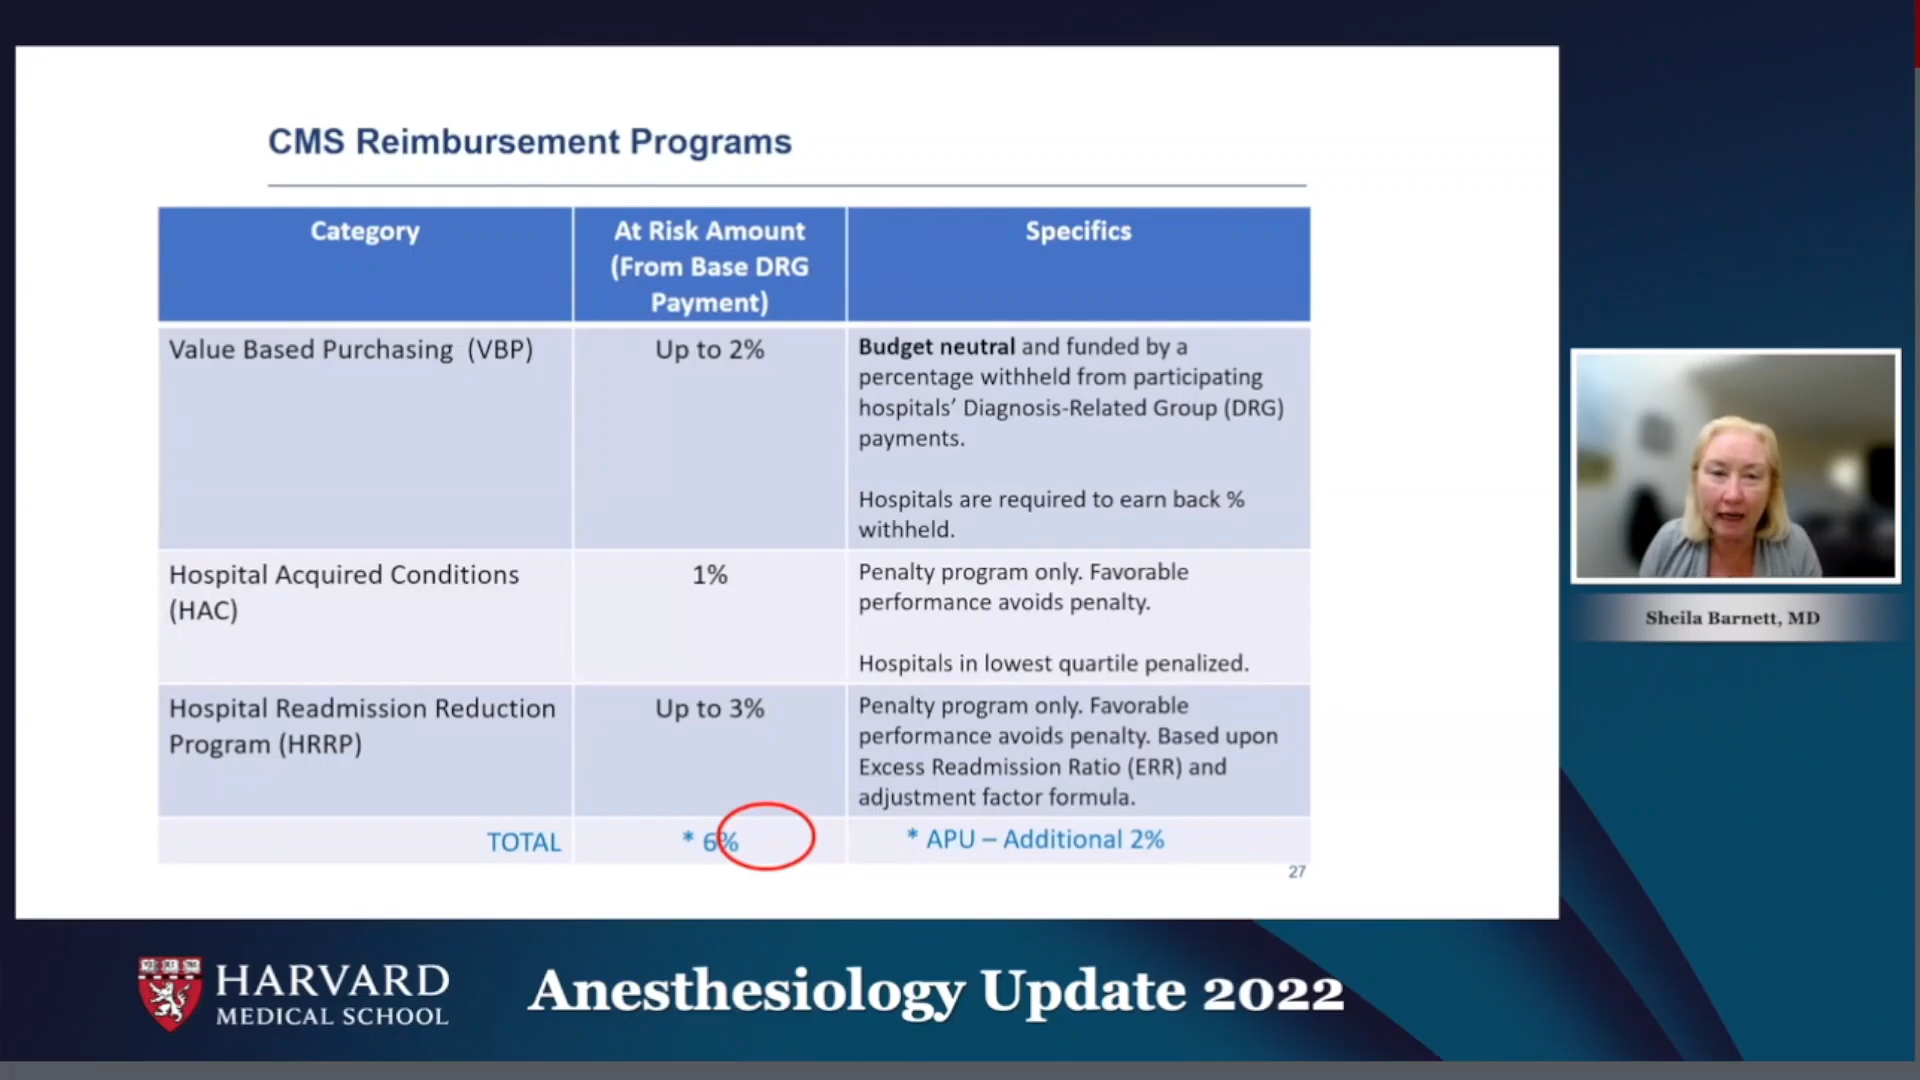 CMS Reimbursement Programs
Category
At Risk Amount
(From Base DRG
Payment)
Specifics
Value Based Purchasing (VBP)
Up to 2%
Budget neutral and funded by a
percentage withheld from participating
hospitals’ Diagnosis-Related Group (DRG)
payments.
Hospitals are required to earn back %
withheld.
Hospital Acquired Conditions
(HAC)
1%
Penalty program only. Favorable
performance avoids penalty.
Hospitals in lowest quartile penalized.
Hospital Readmission Reduction
Program (HRRP)
Up to 3%
Penalty program only. Favorable
performance avoids penalty. Based upon
Excess Readmission Ratio (ERR) and
adjustment factor formula.
TOTAL
* 6%
* APU – Additional 2%
27
Sheila Barnett, MD
HARVARD
MEDICAL SCHOOL
Anesthesiology Update 2022